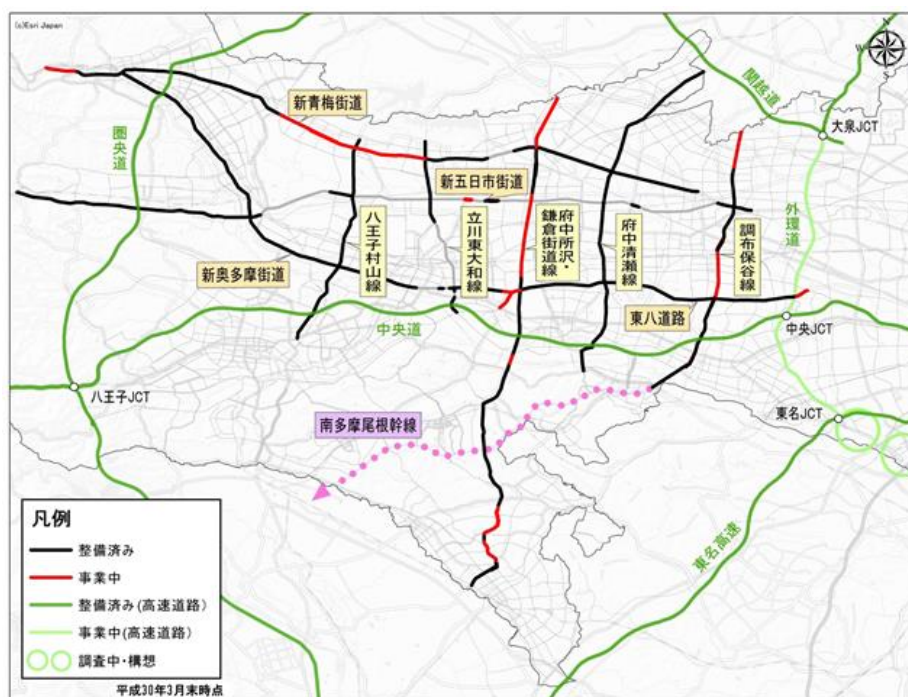 (c)Esri Japan
N
W
E
S
関越道
大泉JCT
新青梅街道
圏央道
新五日市街道
外環道
八王子村山線
立川東大和線
府中所沢・
鎌倉街道線
府中清瀬線
調布保谷線
新奥多摩街道
東八道路
中央道
中央JCT
八王子JCT
南多摩尾根幹線
東名JCT
東名高速
凡例
整備済み
事業中
整備済み(高速道路)
事業中(高速道路)
調査中・構想
平成30年3月末時点